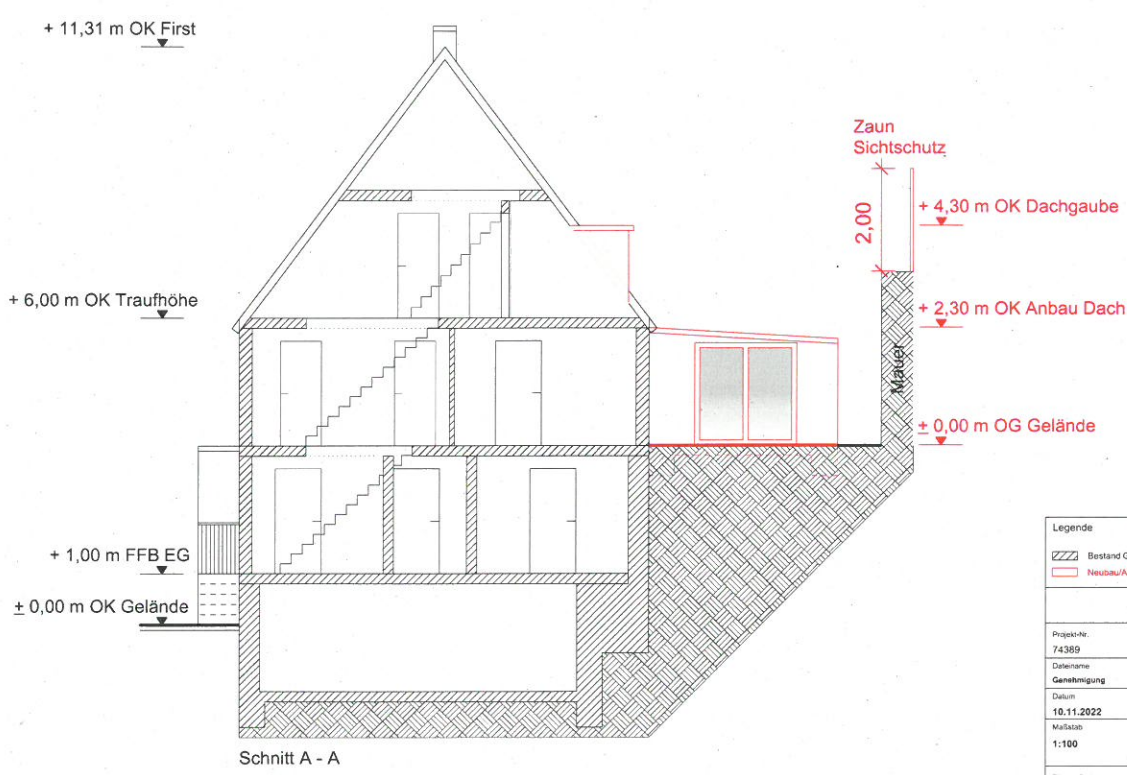 + 11,31 m OK First
Zaun
Sichtschutz
2,00
+ 4,30 m OK Dachgaube
+ 6,00 m OK Traufhöhe
+ 2,30 m OK Anbau Dach
Mauer
± 0,00 m OG Gelände
+ 1,00 m FFB EG
± 0,00 m OK Gelände
Schnitt A - A
Legende
Bestand G
Neubau/A
Projekt-Nr.
74389
Dateiname
Genehmigung
Datum
10.11.2022
Maßstab
1:100